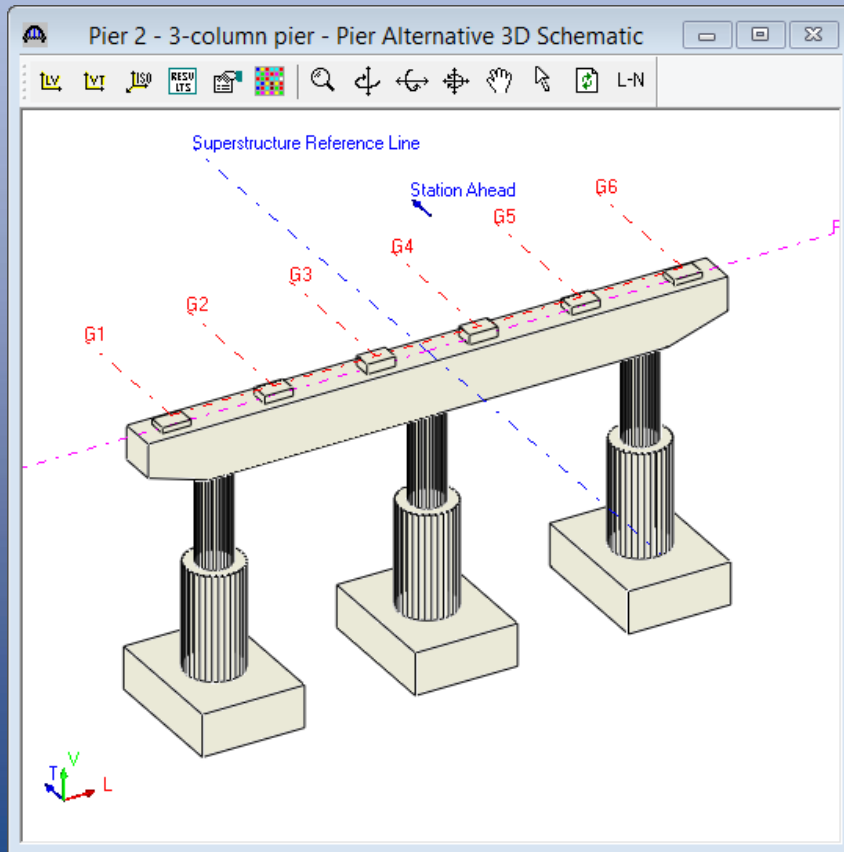 Pier 2 - 3-column pier - Pier Alternative 3D Schematic
LV VT ISO RESU
LTS L-N
Superstructure Reference Line
Station Ahead
G6
G5
G4
G3
G2
G1
V
T
L